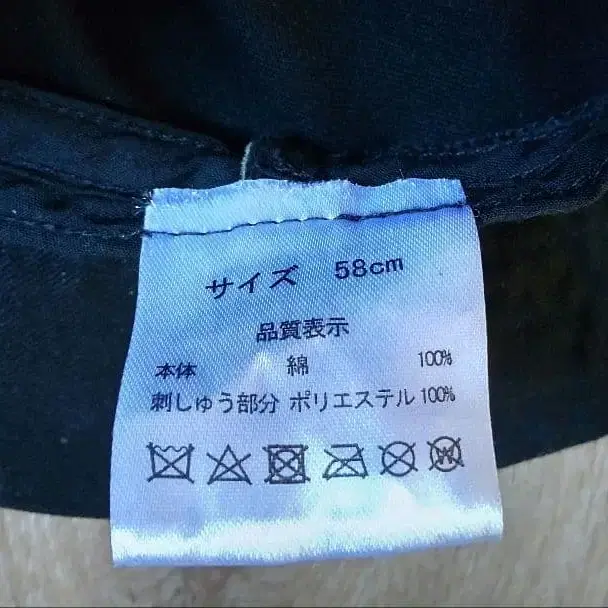 サイズ 58cm
品質表示
本体 綿 100%
刺しゅう部分 ポリエステル 100%